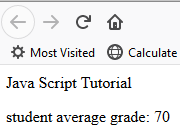 Most Visited Calculate
Java Script Tutorial
student average grade: 70